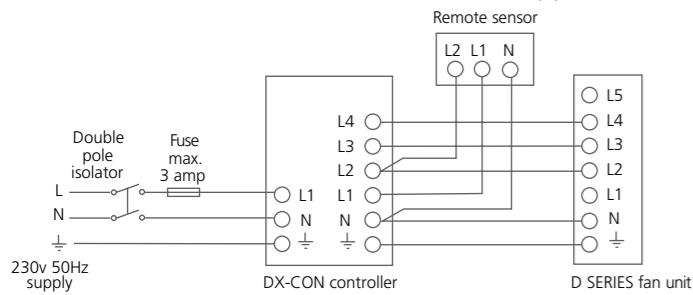 Remote sensor
L2 L1 N
L5
L4 L4
L3 L3
Double
pole
isolator
Fuse
max.
3 amp
L2 L2
L L1 L1 L1
N N N N
230v 50Hz
supply
DX-CON controller
D SERIES fan unit